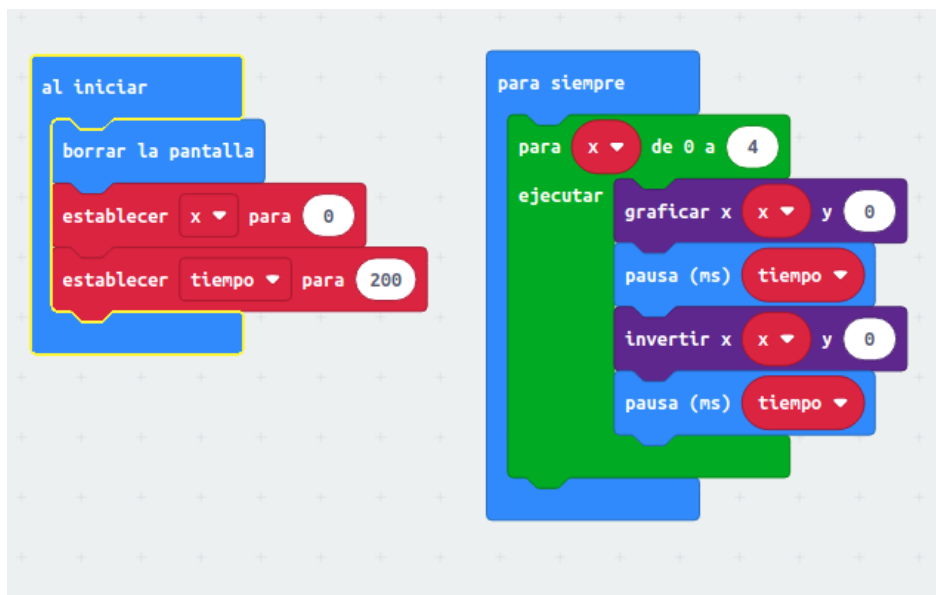 al iniciar
borrar la pantalla
establecer x para 0
establecer tiempo para 200
para siempre
para x de 0 a 4
ejecutar
graficar x x y 0
pausa (ms) tiempo
invertir x x y 0
pausa (ms) tiempo